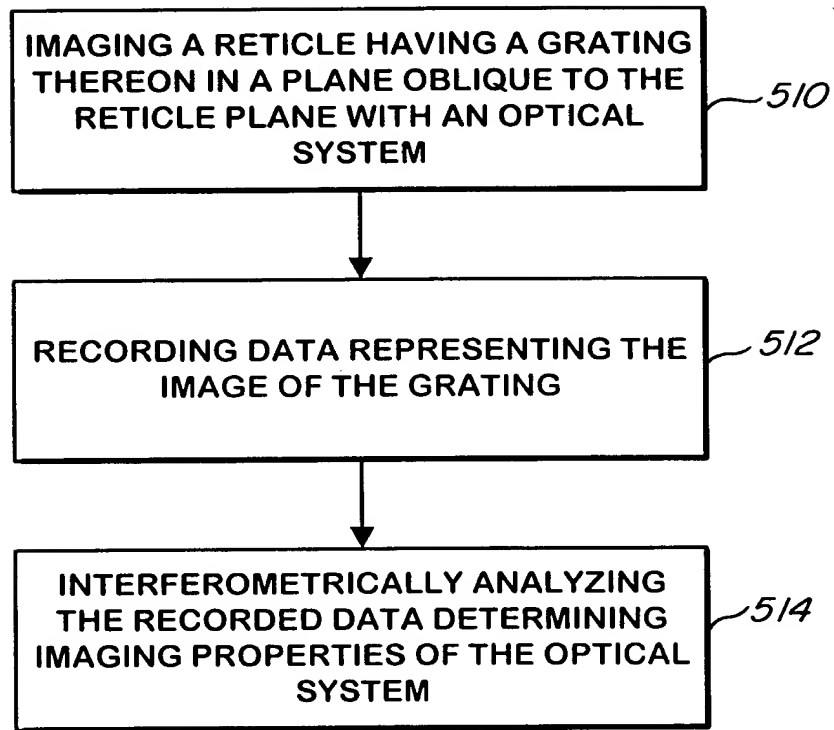 IMAGING A RETICLE HAVING A GRATING
THEREON IN A PLANE OBLIQUE TO THE
RETICLE PLANE WITH AN OPTICAL
SYSTEM
510
RECORDING DATA REPRESENTING THE
IMAGE OF THE GRATING
512
INTERFEROMETRICALLY ANALYZING
THE RECORDED DATA DETERMINING
IMAGING PROPERTIES OF THE OPTICAL
SYSTEM
514